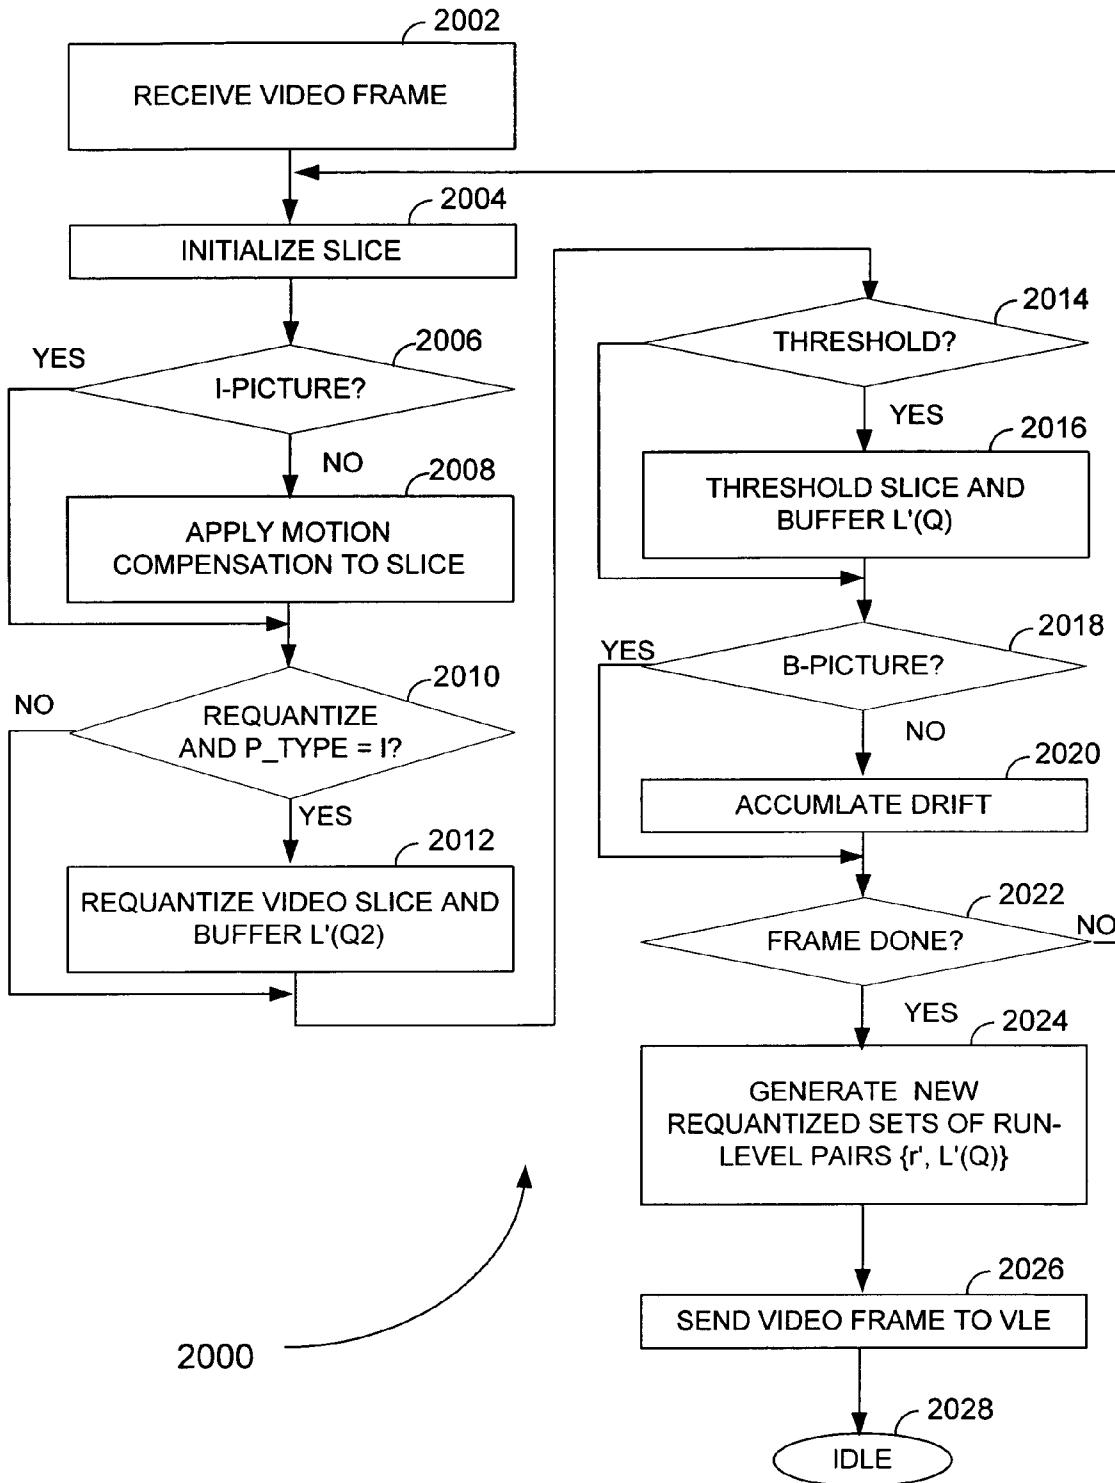 2002
RECEIVE VIDEO FRAME
2004
INITIALIZE SLICE
2006
YES
I-PICTURE?
NO
2008
APPLY MOTION
COMPENSATION TO SLICE
2010
NO
REQUANTIZE
AND P_TYPE = I?
YES
2012
REQUANTIZE VIDEO SLICE AND
BUFFER L'(Q2)
2014
THRESHOLD?
YES
2016
THRESHOLD SLICE AND
BUFFER L'(Q)
2018
YES
B-PICTURE?
NO
2020
ACCUMLATE DRIFT
2022
FRAME DONE?
NO
YES
2024
GENERATE NEW
REQUANTIZED SETS OF RUN-
LEVEL PAIRS {r', L'(Q)}
2026
SEND VIDEO FRAME TO VLE
2028
IDLE
2000